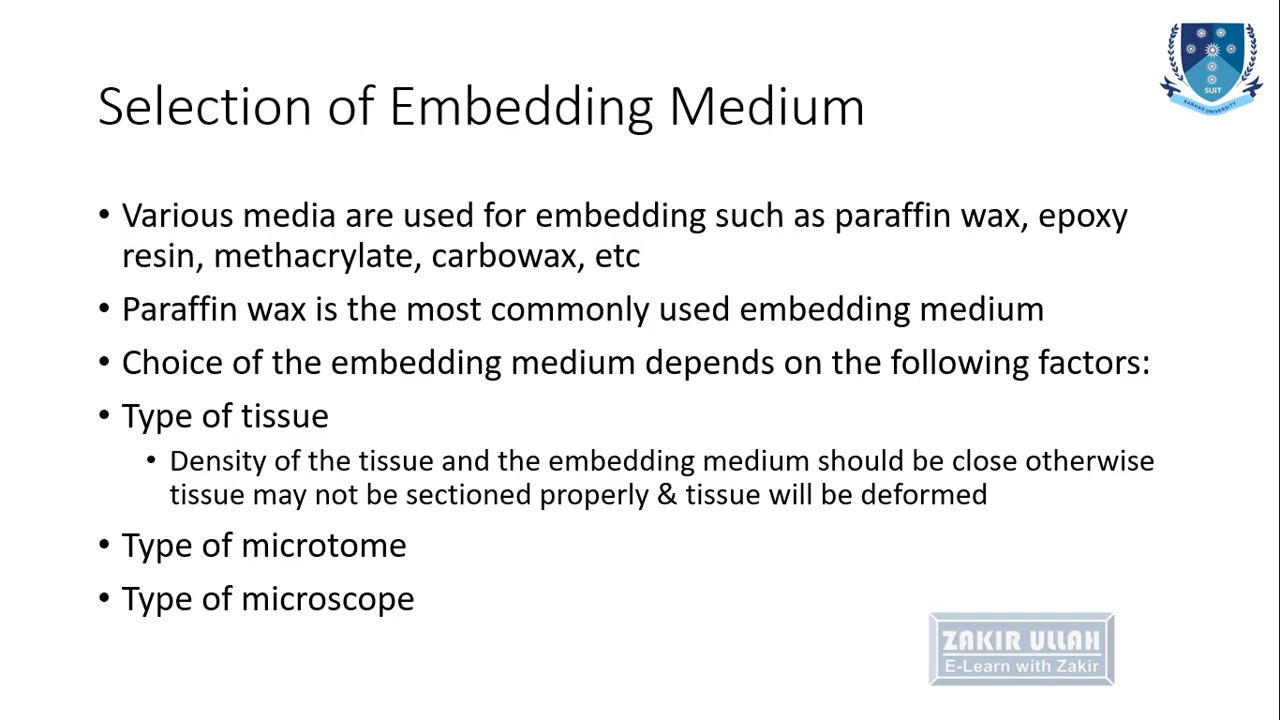 SUIT
SARHAD UNIVERSITY
Selection of Embedding Medium
• Various media are used for embedding such as paraffin wax, epoxy
resin, methacrylate, carbowax, etc
• Paraffin wax is the most commonly used embedding medium
• Choice of the embedding medium depends on the following factors:
• Type of tissue
• Density of the tissue and the embedding medium should be close otherwise
tissue may not be sectioned properly & tissue will be deformed
• Type of microtome
• Type of microscope
ZAKIR ULLAH
E-Learn with Zakir